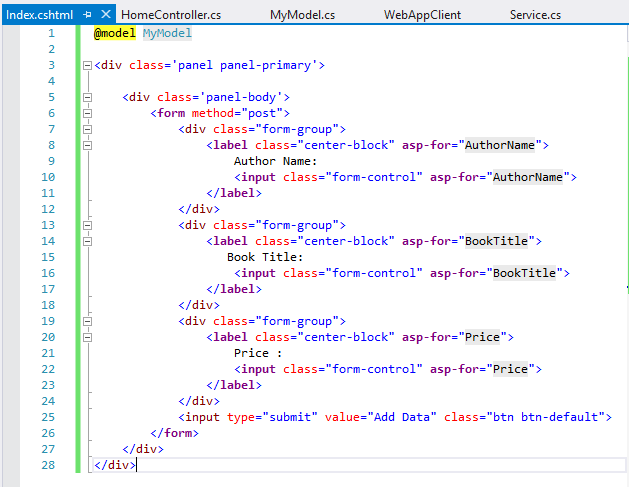 Index.cshtml HomeController.cs MyModel.cs WebAppClient Service.cs
1 @model MyModel
2
3 <div class='panel panel-primary'>
4
5 <div class='panel-body'>
6 <form method="post">
7 <div class="form-group">
8 <label class="center-block" asp-for="AuthorName">
9 Author Name:
10 <input class="form-control" asp-for="AuthorName">
11 </label>
12 </div>
13 <div class="form-group">
14 <label class="center-block" asp-for="BookTitle">
15 Book Title:
16 <input class="form-control" asp-for="BookTitle">
17 </label>
18 </div>
19 <div class="form-group">
20 <label class="center-block" asp-for="Price">
21 Price :
22 <input class="form-control" asp-for="Price">
23 </label>
24 </div>
25 <input type="submit" value="Add Data" class="btn btn-default">
26 </form>
27 </div>
28 </div>